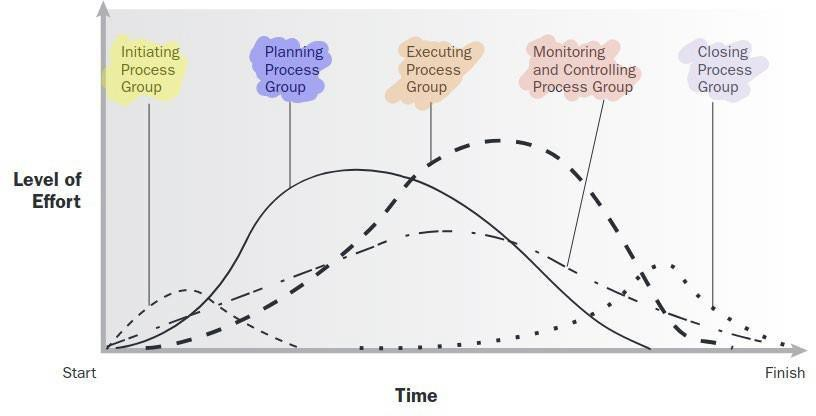 Initiating
Process
Group
Planning
Process
Group
Executing
Process
Group
Monitoring
and Controlling
Process Group
Closing
Process
Group
Level of
Effort
Start
Finish
Time